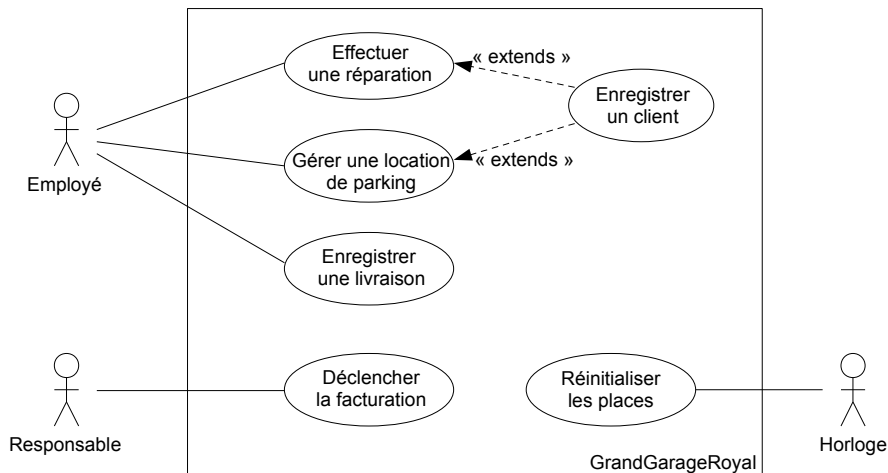 Effectuer
une réparation
« extends »
Enregistrer
un client
Employé
Gérer une location
de parking
« extends »
Enregistrer
une livraison
Déclencher
la facturation
Réinitialiser
les places
Responsable
GrandGarageRoyal
Horloge